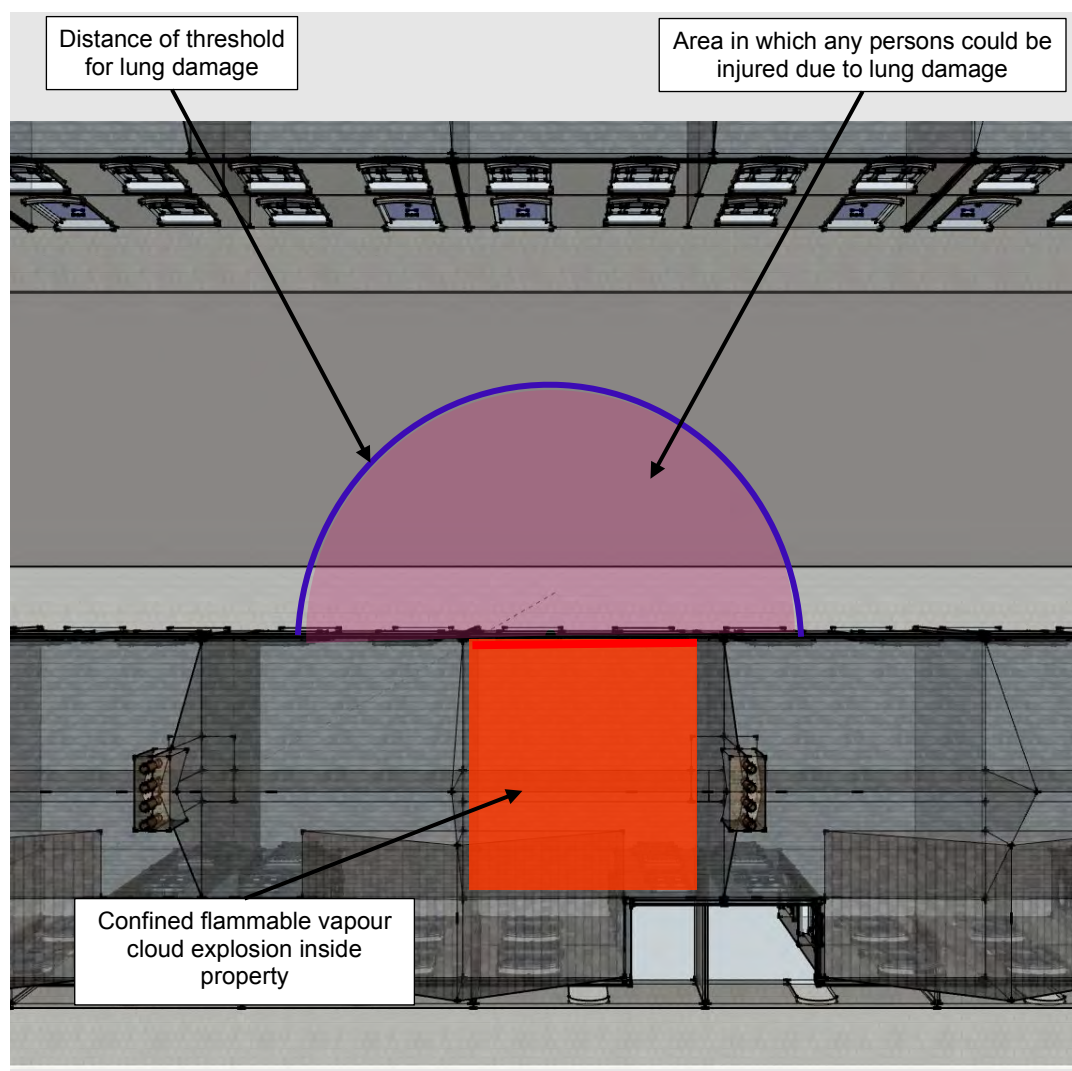 Distance of threshold
for lung damage
Area in which any persons could be
injured due to lung damage
Confined flammable vapour
cloud explosion inside
property